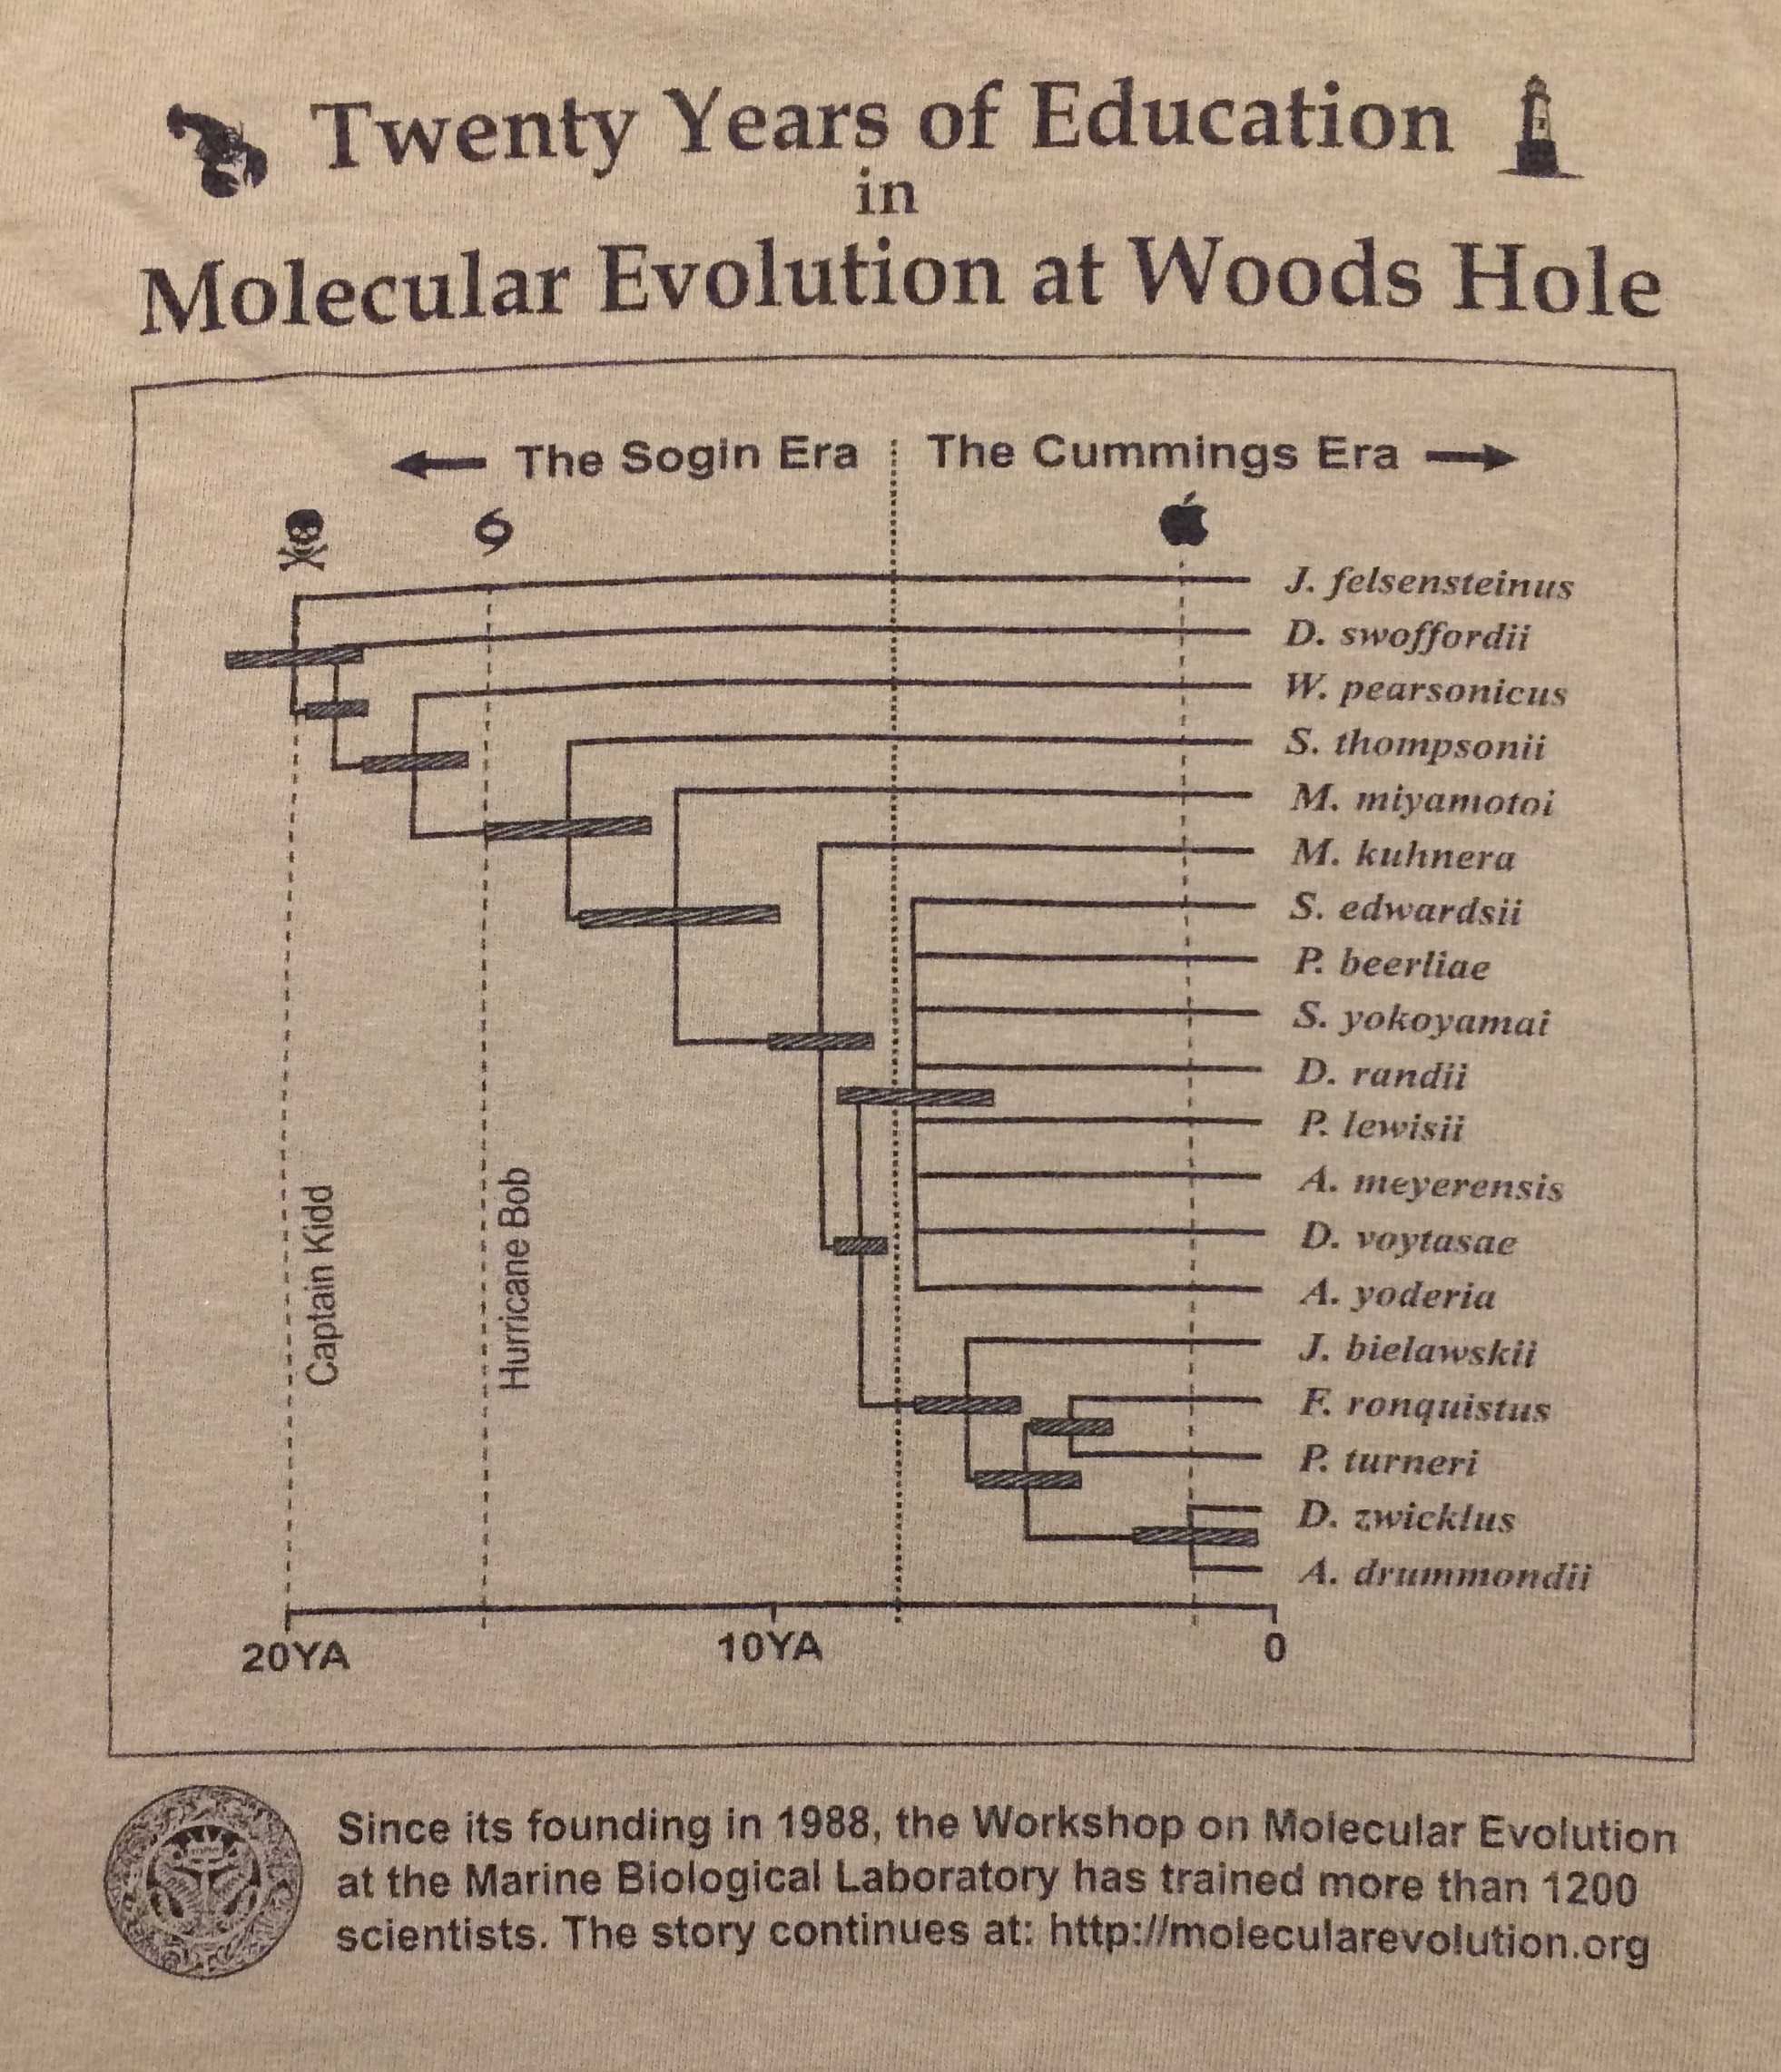 Twenty Years of Education
in
Molecular Evolution at Woods Hole
The Sogin Era
The Cummings Era
J. felsensteinus
D. swoffordii
W. pearsonicus
S. thompsonii
M. miyamotoi
M. kuhnera
S. edwardsii
P. beerliae
S. yokoyamai
D. randii
P. lewisii
A. meyerensis
D. voytasae
A. yoderia
J. bielawskii
F. ronquistus
P. turneri
D. zwicklus
A. drummondii
Captain Kidd
Hurricane Bob
20YA
10YA
0
Since its founding in 1988, the Workshop on Molecular Evolution
at the Marine Biological Laboratory has trained more than 1200
scientists. The story continues at: http://molecularevolution.org